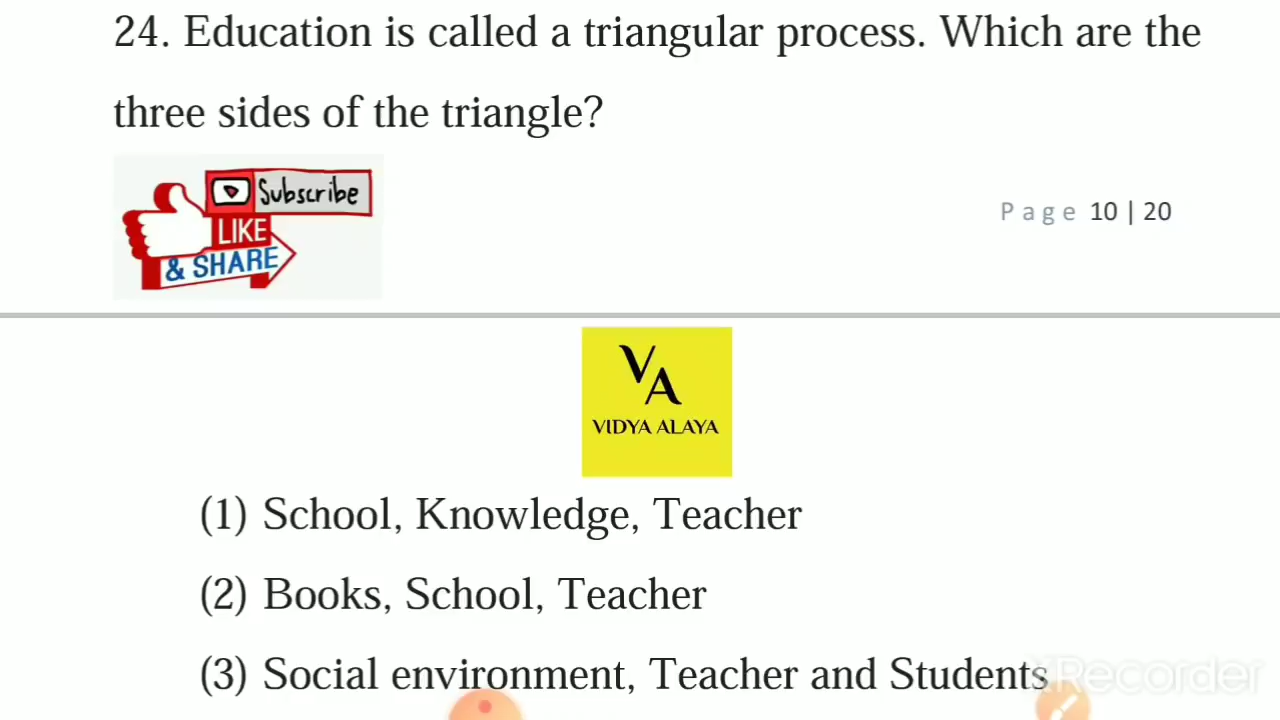 24. Education is called a triangular process. Which are the
three sides of the triangle?
Subscribe
LIKE
& SHARE
Page 10 | 20
VA
VIDYA ALAYA
(1) School, Knowledge, Teacher
(2) Books, School, Teacher
(3) Social environment, Teacher and Students
XRecorder